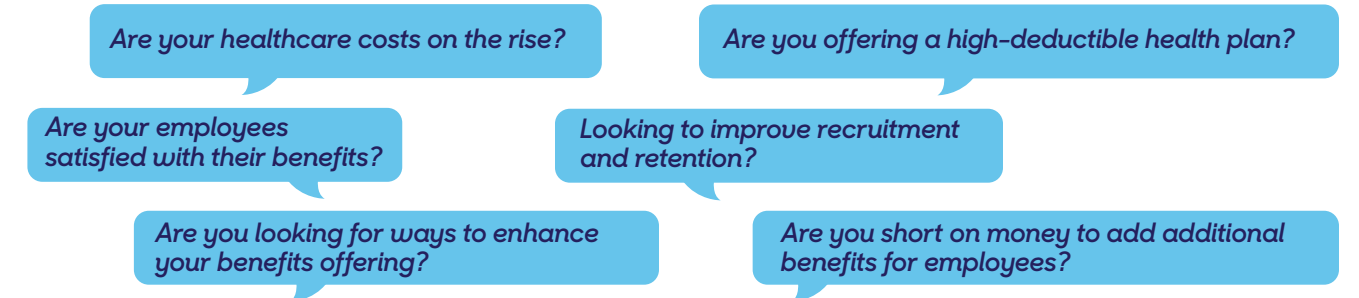 Are your healthcare costs on the rise?
Are you offering a high-deductible health plan?
Are your employees
satisfied with their benefits?
Looking to improve recruitment
and retention?
Are you looking for ways to enhance
your benefits offering?
Are you short on money to add additional
benefits for employees?